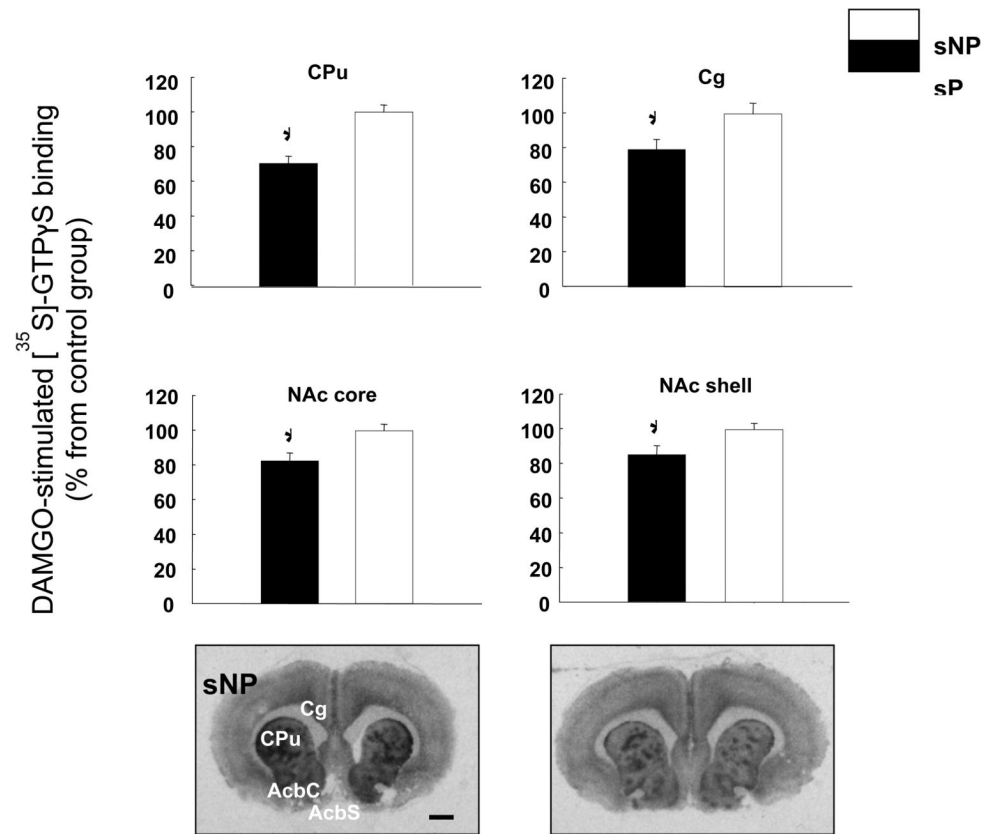 sNP
sP
DAMGO-stimulated [35S]-GTPγS binding
(% from control group)
CPu
120
100
80
60
40
20
0
Cg
120
100
80
60
40
20
0
NAc core
120
100
80
60
40
20
0
NAc shell
120
100
80
60
40
20
0
sNP
Cg
CPu
AcbC
AcbS